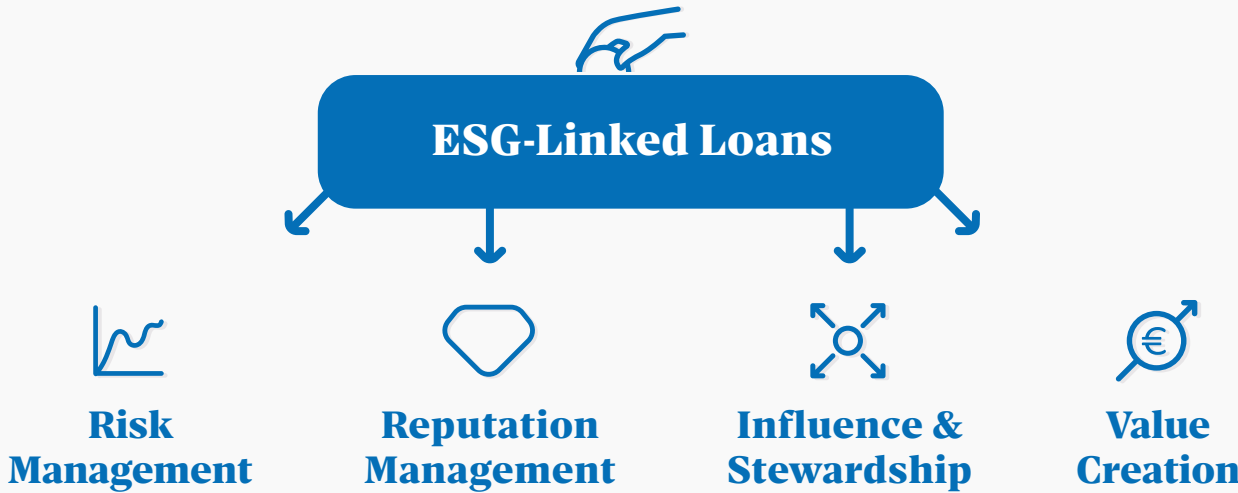 ESG-Linked Loans
Risk
Management
Reputation
Management
Influence &
Stewardship
€
Value
Creation